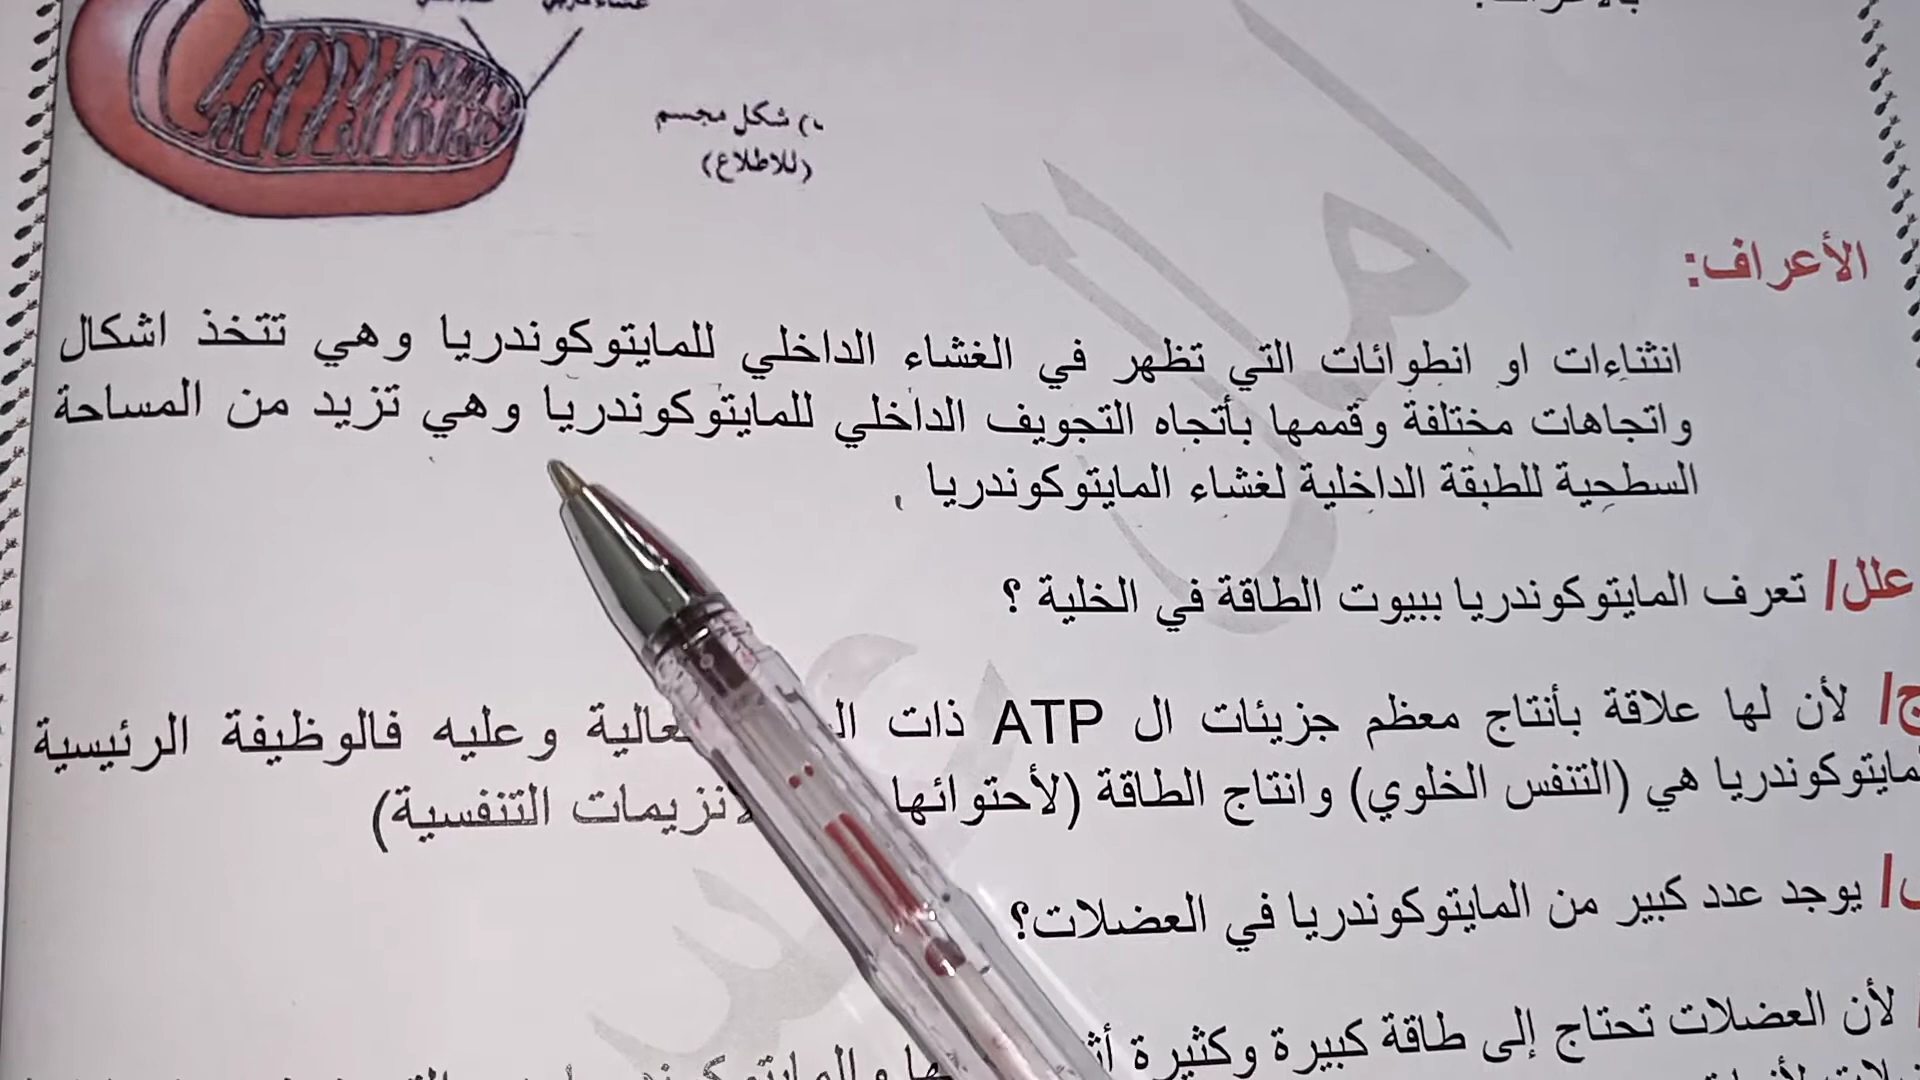 شكل مجسم
(للاطلاع)
الأعراف:
انثناءات او انطوائات التي تظهر في الغشاء الداخلي للمايتوكوندريا وهي تتخذ اشكال
واتجاهات مختلفة وقممها بأتجاه التجويف الداخلي للمايتوكوندريا وهي تزيد من المساحة
السطحية للطبقة الداخلية لغشاء المايتوكوندريا
علل/ تعرف المايتوكوندريا ببيوت الطاقة في الخلية ؟
ج/ لأن لها علاقة بأنتاج معظم جزيئات ال ATP ذات وعليه فالوظيفة الرئيسية
هي (التنفس الخلوي) وانتاج الطاقة (لأحتوائها التنفسية)
يوجد عدد كبير من المايتوكوندريا في العضلات؟
لأن العضلات تحتاج إلى طاقة كبيرة وكثيرة